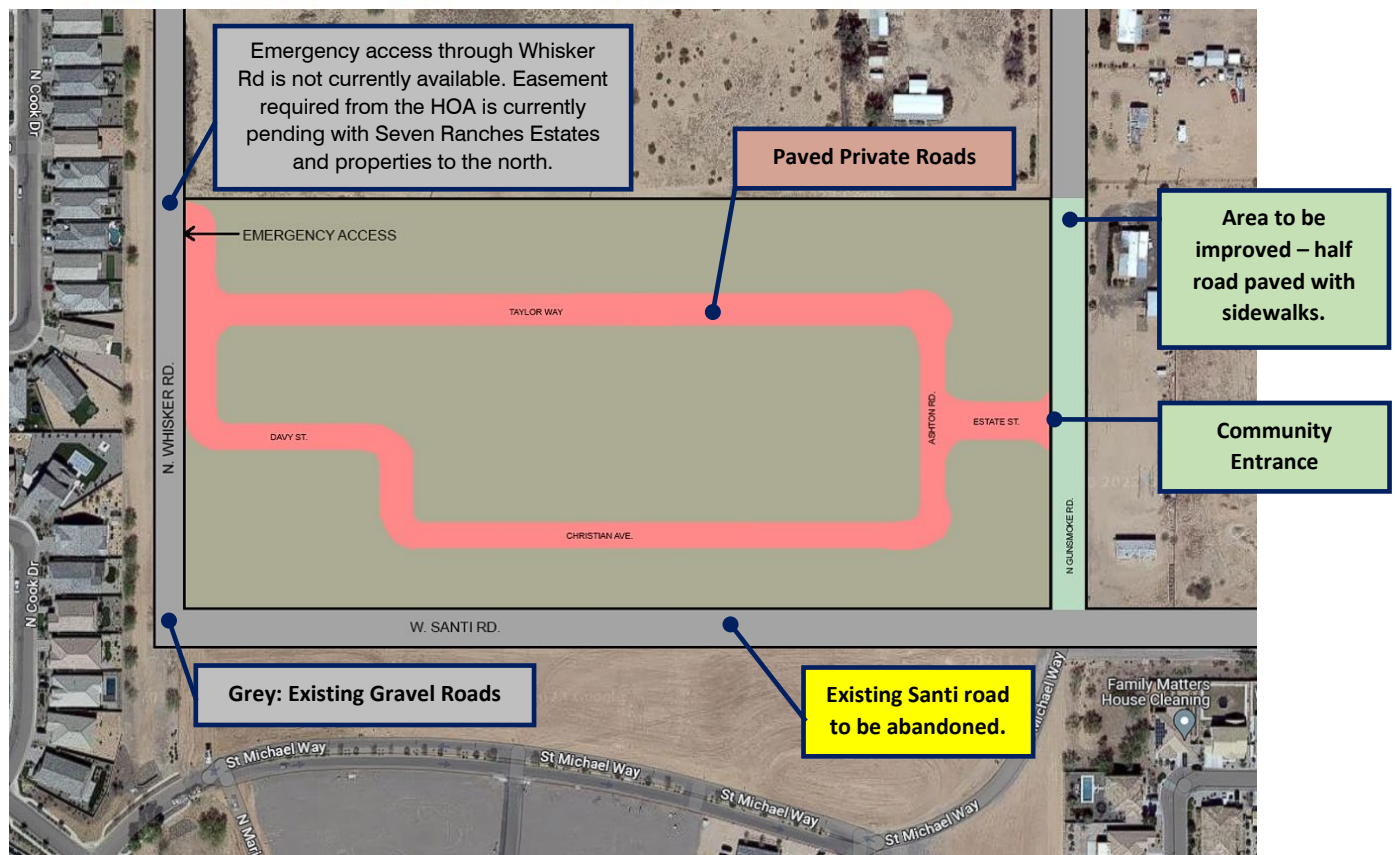 Emergency access through Whisker
Rd is not currently available. Easement
required from the HOA is currently
pending with Seven Ranches Estates
and properties to the north.
N Cook Dr
Paved Private Roads
Area to be
improved – half
road paved with
sidewalks.
EMERGENCY ACCESS
TAYLOR WAY
N. WHISKER RD.
ASHTON RD.
ESTATE ST.
Community
Entrance
DAVY ST.
CHRISTIAN AVE.
N GUNSMOKE RD.
N Cook Dr
W. SANTI RD.
Grey: Existing Gravel Roads
Existing Santi road
to be abandoned.
Michael Way
Family Matters
House Cleaning
St Michael Way
St Michael Way
St Michael Way
St Michael Way
N Mari